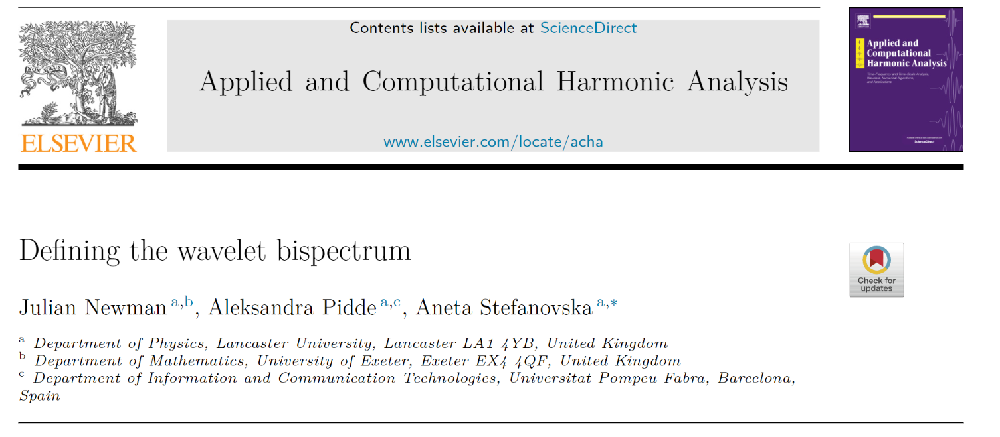 Contents lists available at ScienceDirect
Applied and Computational Harmonic Analysis
www.elsevier.com/locate/acha
NON SOLUS
ELSEVIER
ELSEVIER
Applied and
Computational
Harmonic Analysis
Time-Frequency and Time-Scale Analysis,
Wavelets, Numerical Algorithms,
and Applications
ScienceDirect
Defining the wavelet bispectrum
Check for
updates
Julian Newman a,b, Aleksandra Pidde a,c, Aneta Stefanovska a,*
a Department of Physics, Lancaster University, Lancaster LA1 4YB, United Kingdom
b Department of Mathematics, University of Exeter, Exeter EX4 4QF, United Kingdom
c Department of Information and Communication Technologies, Universitat Pompeu Fabra, Barcelona,
Spain